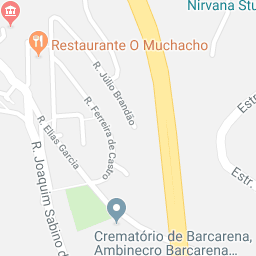 Nirvana Stu
Restaurante O Muchacho
R. Júlio Brandão
R. Ferreira de Castro
R. Elias Garcia
R. Joaquim Sabino d
Estr.
Estr.
Crematório de Barcarena,
Ambinecro Barcarena...